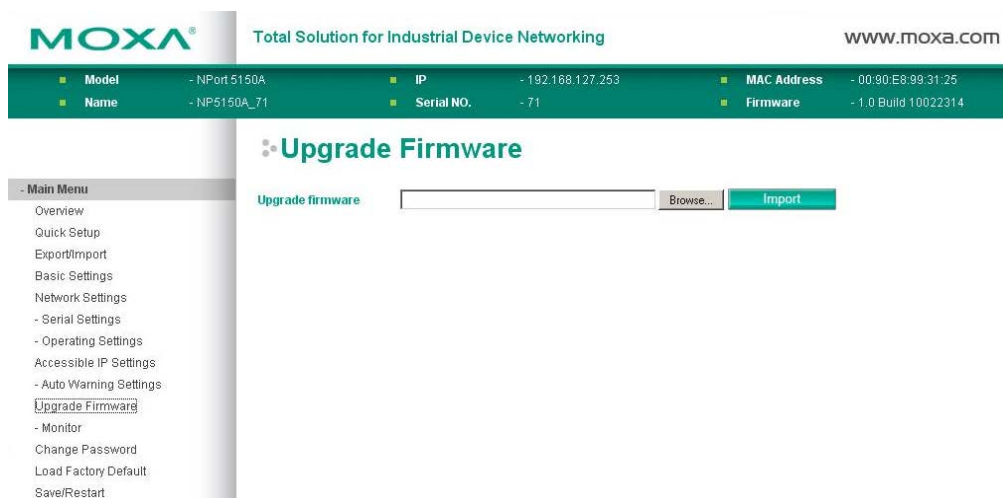 MOXA®
Total Solution for Industrial Device Networking
www.moxa.com
Model - NPort 5150A IP - 192.168.127.253 MAC Address - 00:90:E8:99:31:25
Name - NP5150A_71 Serial NO. - 71 Firmware - 1.0 Build 10022314
Upgrade Firmware
Upgrade firmware Browse... Import
- Main Menu
Overview
Quick Setup
Export/Import
Basic Settings
Network Settings
- Serial Settings
- Operating Settings
Accessible IP Settings
- Auto Warning Settings
Upgrade Firmware
- Monitor
Change Password
Load Factory Default
Save/Restart